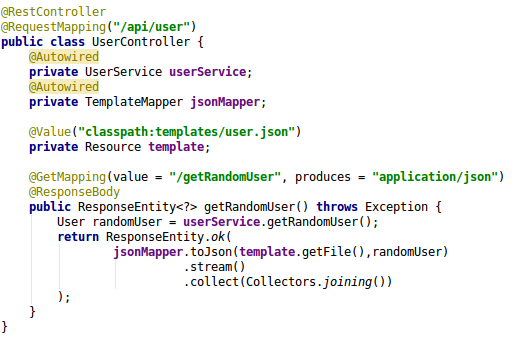 @RestController
@RequestMapping("/api/user")
public class UserController {
    @Autowired
    private UserService userService;
    @Autowired
    private TemplateMapper jsonMapper;

    @Value("classpath:templates/user.json")
    private Resource template;

    @GetMapping(value = "/getRandomUser", produces = "application/json")
    @ResponseBody
    public ResponseEntity<?> getRandomUser() throws Exception {
        User randomUser = userService.getRandomUser();
        return ResponseEntity.ok(
                jsonMapper.toJson(template.getFile(),randomUser)
                          .stream()
                          .collect(Collectors.joining())
        );
    }
}